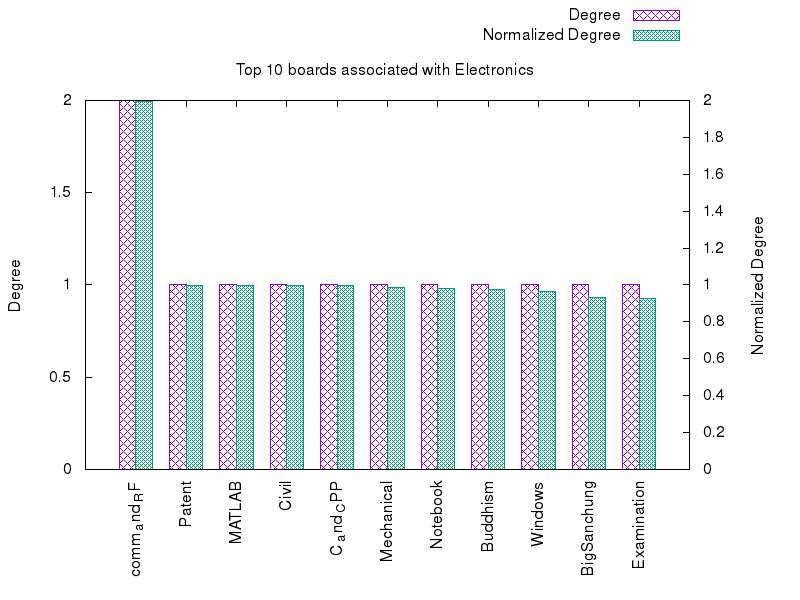 Degree
Normalized Degree
Top 10 boards associated with Electronics
Degree
0
0.5
1
1.5
2
Normalized Degree
0
0.2
0.4
0.6
0.8
1
1.2
1.4
1.6
1.8
2
comm_and_RF
Patent
MATLAB
Civil
C_and_CPP
Mechanical
Notebook
Buddhism
Windows
BigSanchung
Examination